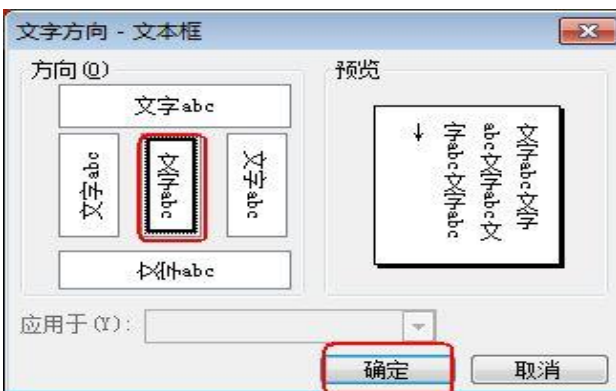 文字方向 - 文本框
方向(O)
预览
文字abc
文字abc
文字abc
文字abc
文字abc
文字abc文字
abc文字abc文
字abc文字abc
应用于(Y):
确定
取消